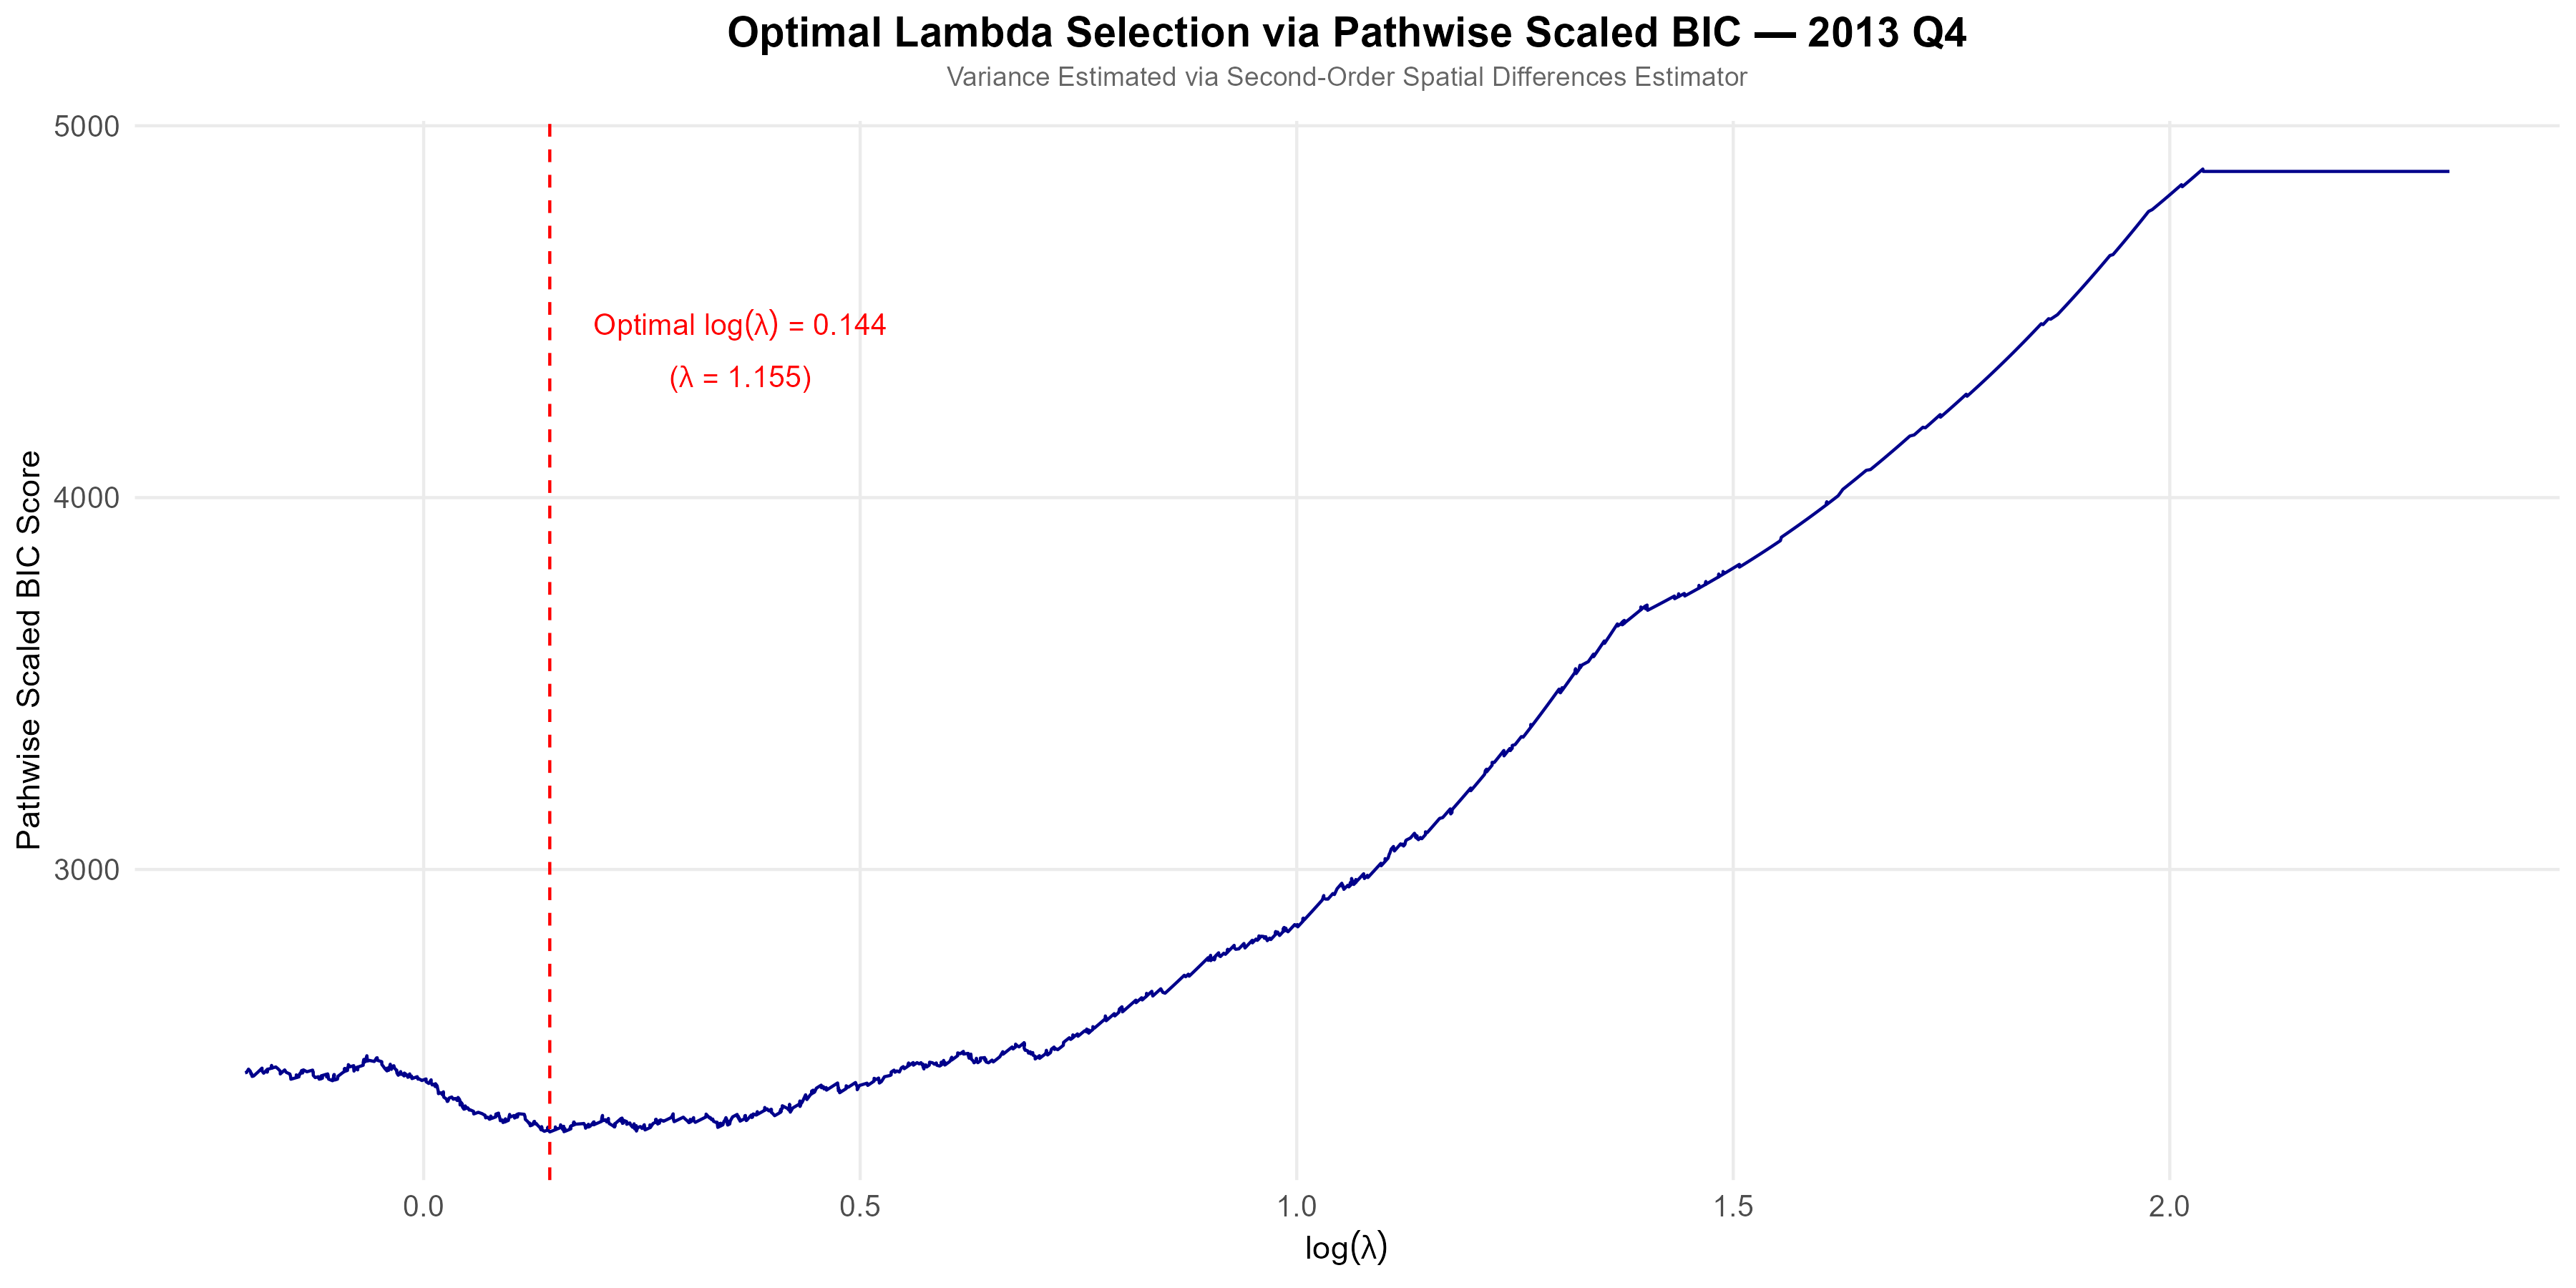 Optimal Lambda Selection via Pathwise Scaled BIC — 2013 Q4
Variance Estimated via Second-Order Spatial Differences Estimator
Pathwise Scaled BIC Score
5000
4000
3000
Optimal log(λ) = 0.144
(λ = 1.155)
0.0 0.5 1.0 1.5 2.0
log(λ)